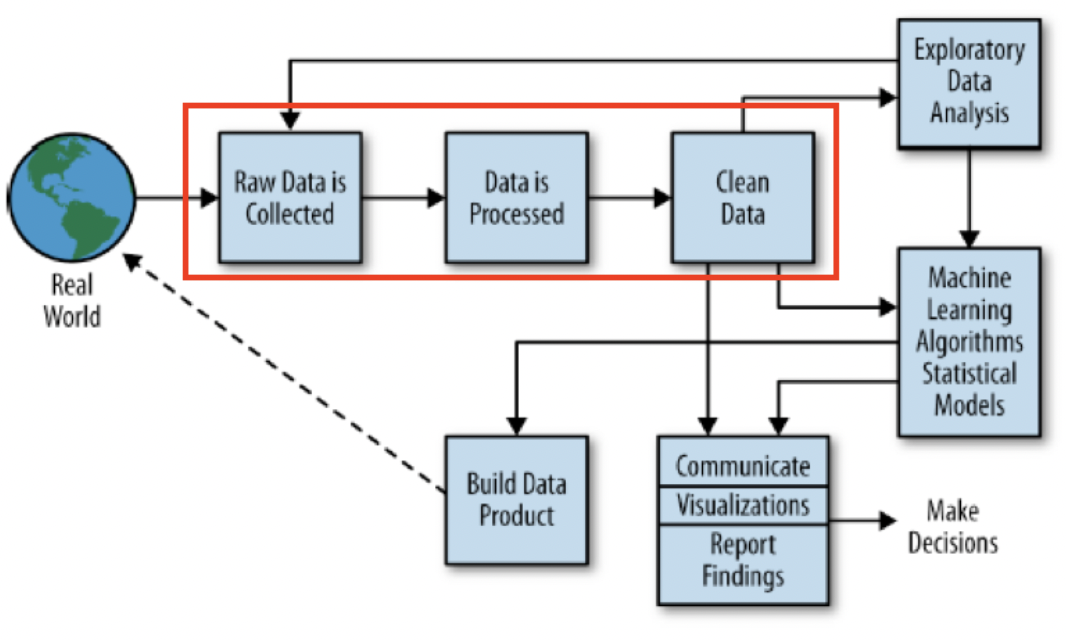 Exploratory
Data
Analysis
Raw Data is
Collected
Data is
Processed
Clean
Data
Real
World
Machine
Learning
Algorithms
Statistical
Models
Build Data
Product
Communicate
Visualizations
Report
Findings
Make
Decisions